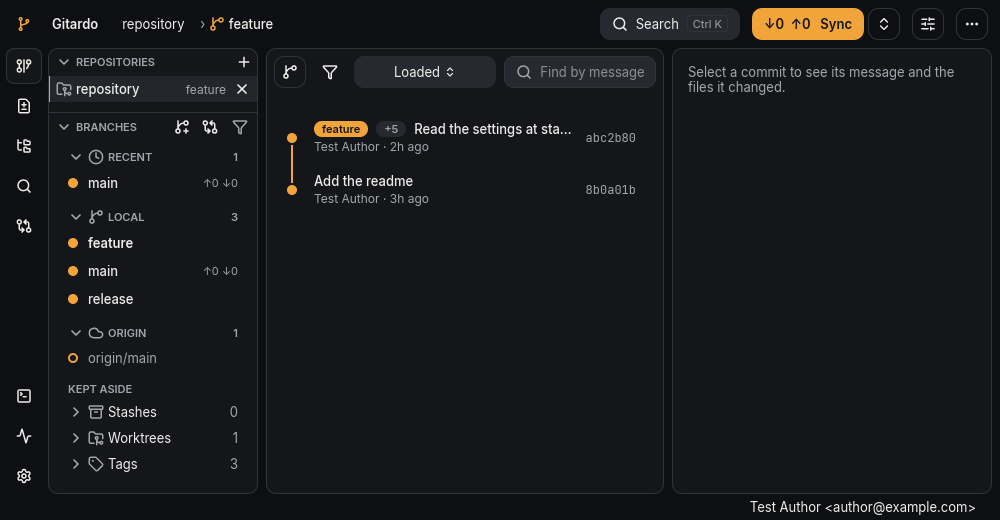 Gitardo repository › feature Search Ctrl K ↓0 ↑0 Sync
REPOSITORIES
repository feature
BRANCHES
RECENT 1
main ↑0 ↓0
LOCAL 3
feature
main ↑0 ↓0
release
ORIGIN 1
origin/main
KEPT ASIDE
Stashes 0
Worktrees 1
Tags 3
Loaded Find by message
feature +5 Read the settings at sta... abc2b80
Test Author · 2h ago
Add the readme 8b0a01b
Test Author · 3h ago
Select a commit to see its message and the
files it changed.
Test Author <author@example.com>